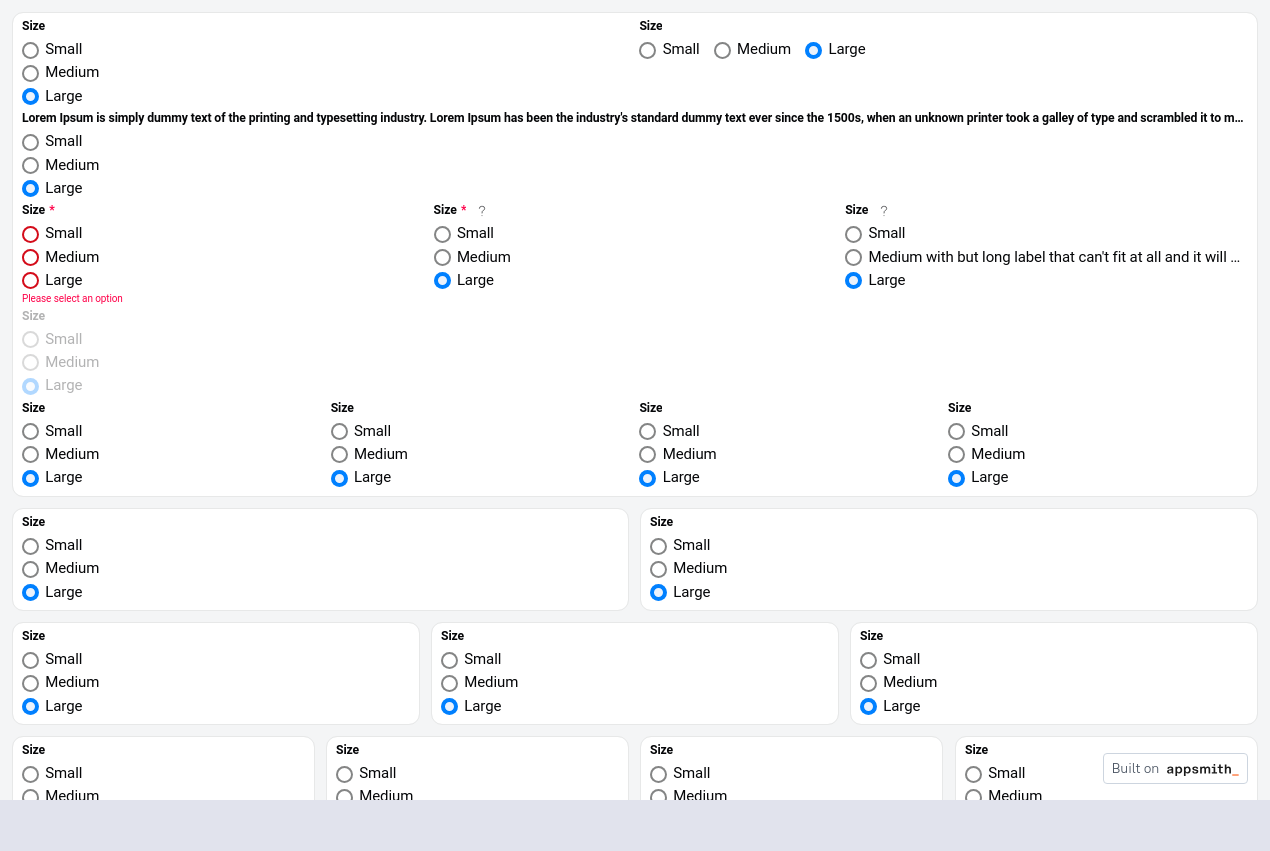 Size Size
Small Small Medium Large
Medium
Large
Lorem Ipsum is simply dummy text of the printing and typesetting industry. Lorem Ipsum has been the industry's standard dummy text ever since the 1500s, when an unknown printer took a galley of type and scrambled it to m...
Small
Medium
Large
Size * Size * ? Size ?
Small Small Small
Medium Medium Medium with but long label that can't fit at all and it will ...
Large Large Large
Please select an option
Size
Small
Medium
Large
Size Size Size Size
Small Small Small Small
Medium Medium Medium Medium
Large Large Large Large
Size Size
Small Small
Medium Medium
Large Large
Size Size Size
Small Small Small
Medium Medium Medium
Large Large Large
Size Size Size Size
Small Small Small Small Built on appsmith_
Medium Medium Medium Medium